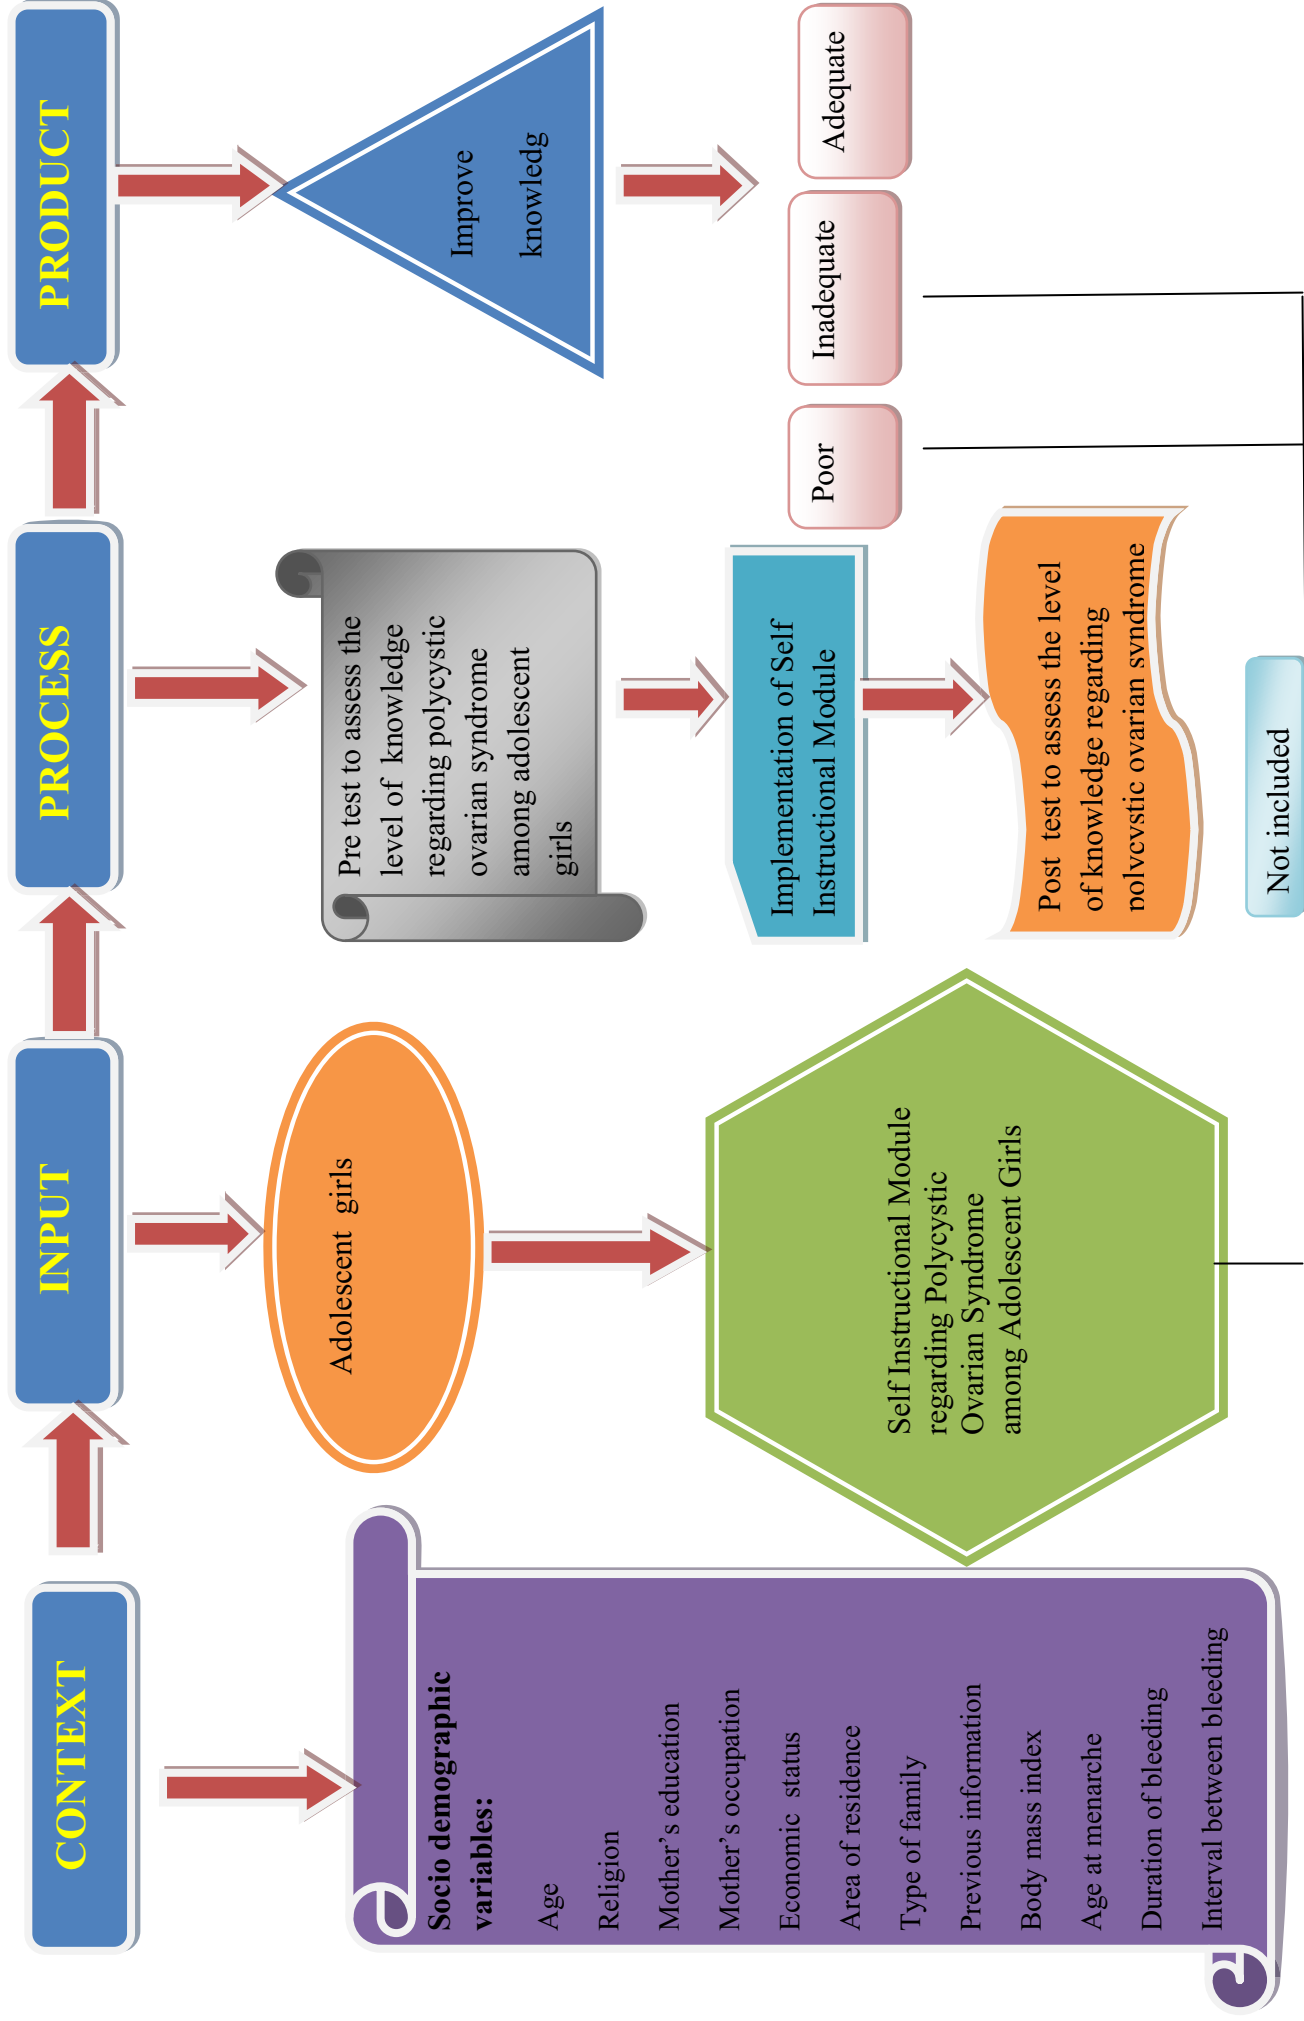 CONTEXT
INPUT
PROCESS
PRODUCT
Socio demographic
variables:
Age
Religion
Mother’s education
Mother’s occupation
Economic status
Area of residence
Type of family
Previous information
Body mass index
Age at menarche
Duration of bleeding
Interval between bleeding
Adolescent girls
Self Instructional Module
regarding Polycystic
Ovarian Syndrome
among Adolescent Girls
Pre test to assess the
level of knowledge
regarding polycystic
ovarian syndrome
among adolescent
girls
Implementation of Self
Instructional Module
Post test to assess the level
of knowledge regarding
polycystic ovarian syndrome
Improve
knowledg
Poor
Inadequate
Adequate
Not included